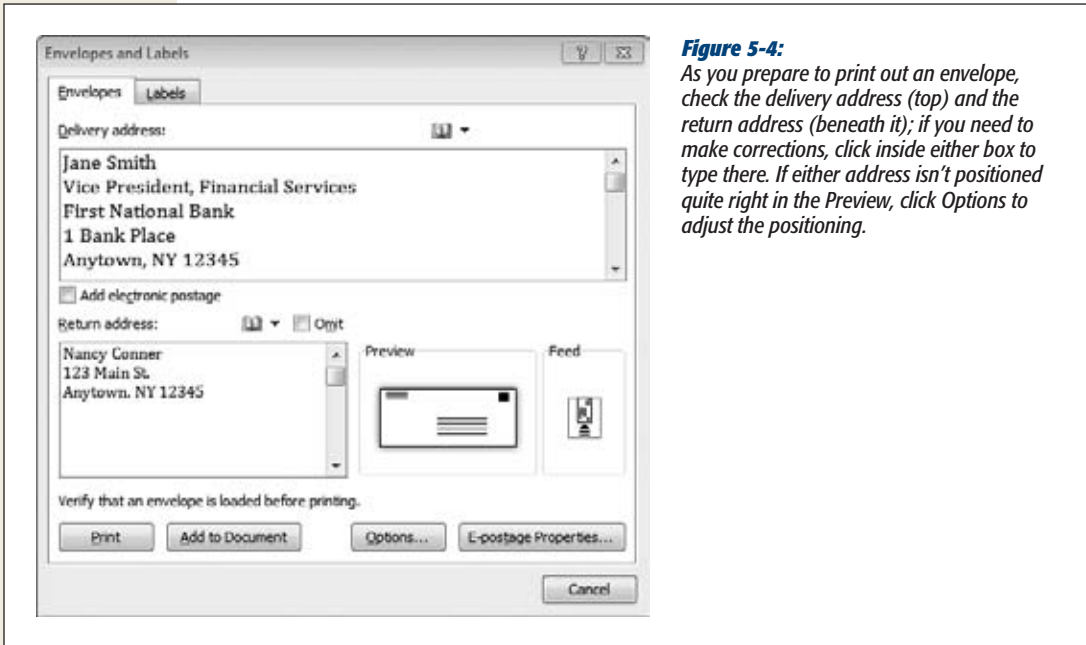 Envelopes and Labels
Envelopes Labels
Delivery address:
Jane Smith
Vice President, Financial Services
First National Bank
1 Bank Place
Anytown, NY 12345
Add electronic postage
Return address: Omit
Nancy Conner
123 Main St.
Anytown. NY 12345
Preview
Feed
Verify that an envelope is loaded before printing.
Print Add to Document Options... E-postage Properties...
Cancel
Figure 5-4:
As you prepare to print out an envelope,
check the delivery address (top) and the
return address (beneath it); if you need to
make corrections, click inside either box to
type there. If either address isn't positioned
quite right in the Preview, click Options to
adjust the positioning.